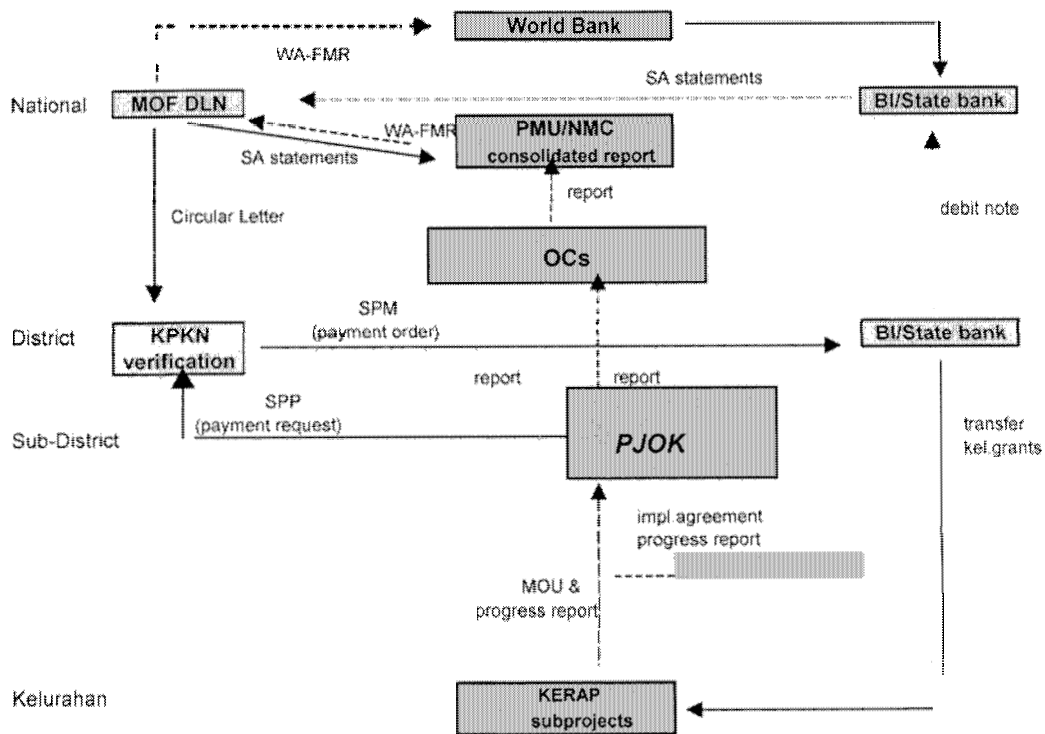 World Bank
WA-FMR
SA statements
National
MOF DLN
BI/State bank
WA-FMR
PMU/NMC
consolidated report
SA statements
report
debit note
Circular Letter
OCs
SPM
(payment order)
District
KPKN
verification
BI/State bank
report
report
SPP
(payment request)
Sub-District
PJOK
transfer
kel.grants
impl.agreement
progress report
MOU &
progress report
Kelurahan
KERAP
subprojects